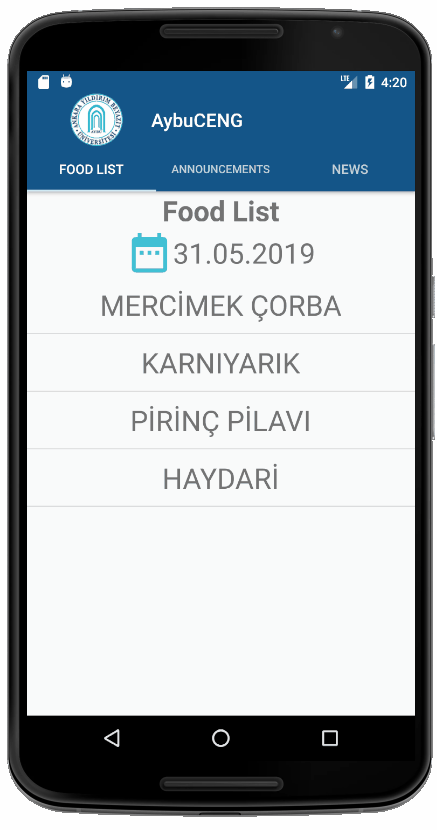 LTE 4:20
ANKARA YILDIRIM BEYAZIT ÜNİVERSİTESİ
AybuCENG
FOOD LIST ANNOUNCEMENTS NEWS
Food List
31.05.2019
MERCİMEK ÇORBA
KARNIYARIK
PİRİNÇ PİLAVI
HAYDARİ